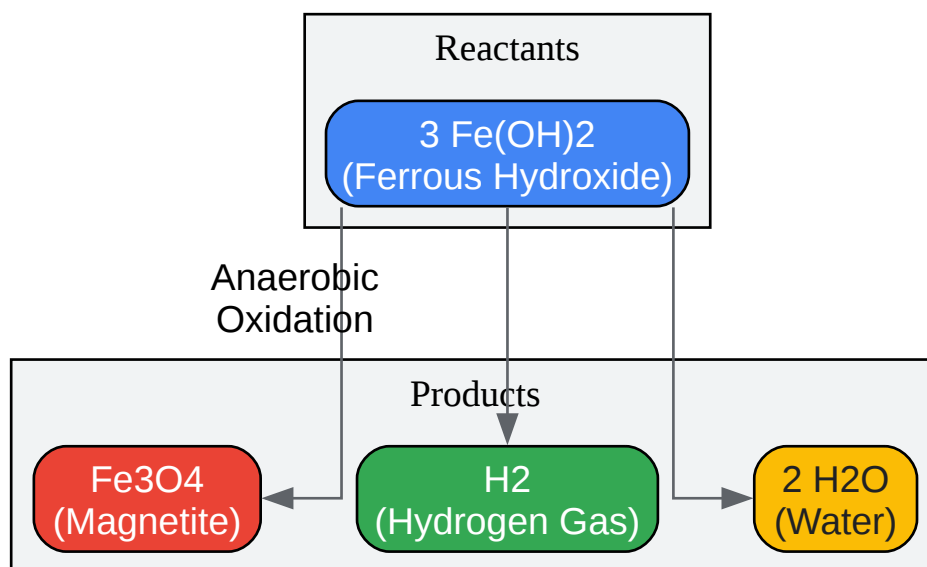 Reactants
3 Fe(OH)2
(Ferrous Hydroxide)
Anaerobic
Oxidation
Products
Fe3O4
(Magnetite)
H2
(Hydrogen Gas)
2 H2O
(Water)